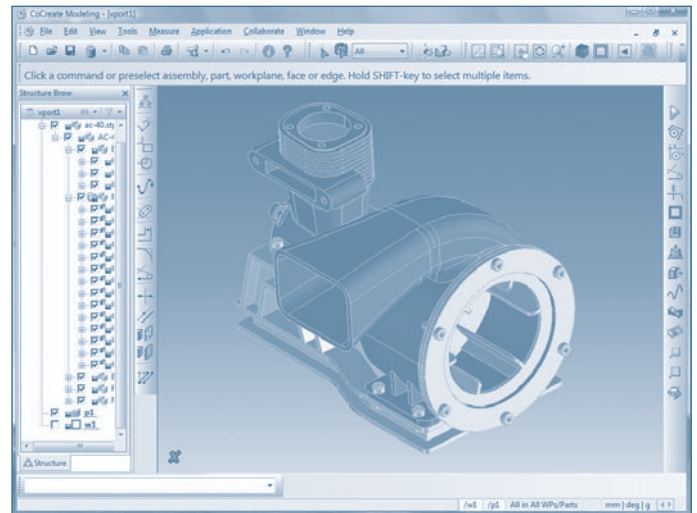 CoCreate Modeling - [vport1]
File Edit View Tools Measure Application Collaborate Window Help
All
Click a command or preselect assembly, part, workplane, face or edge. Hold SHIFT-key to select multiple items.
Structure Brow
vport1
ac-40.stp
AC-4
p1
w1
Structure
/w1 /p1 All in All WPs/Parts mm | deg | g